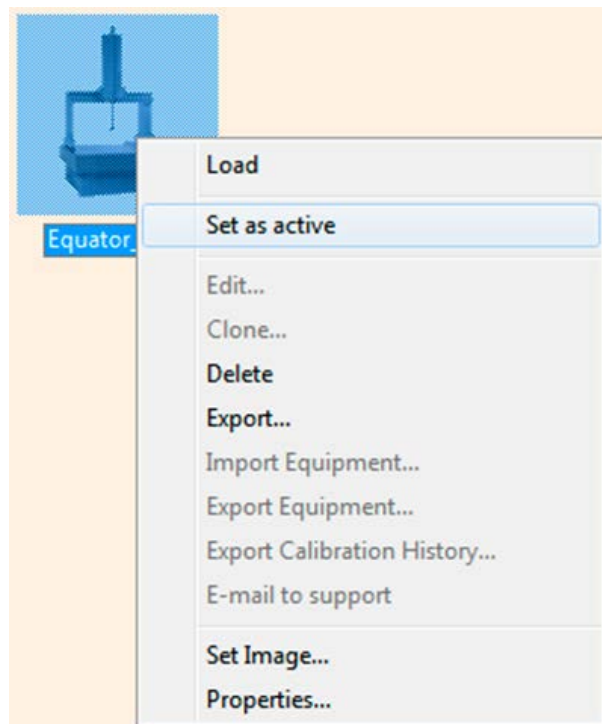 Equator_
Load
Set as active
Edit...
Clone...
Delete
Export...
Import Equipment...
Export Equipment...
Export Calibration History...
E-mail to support
Set Image...
Properties...